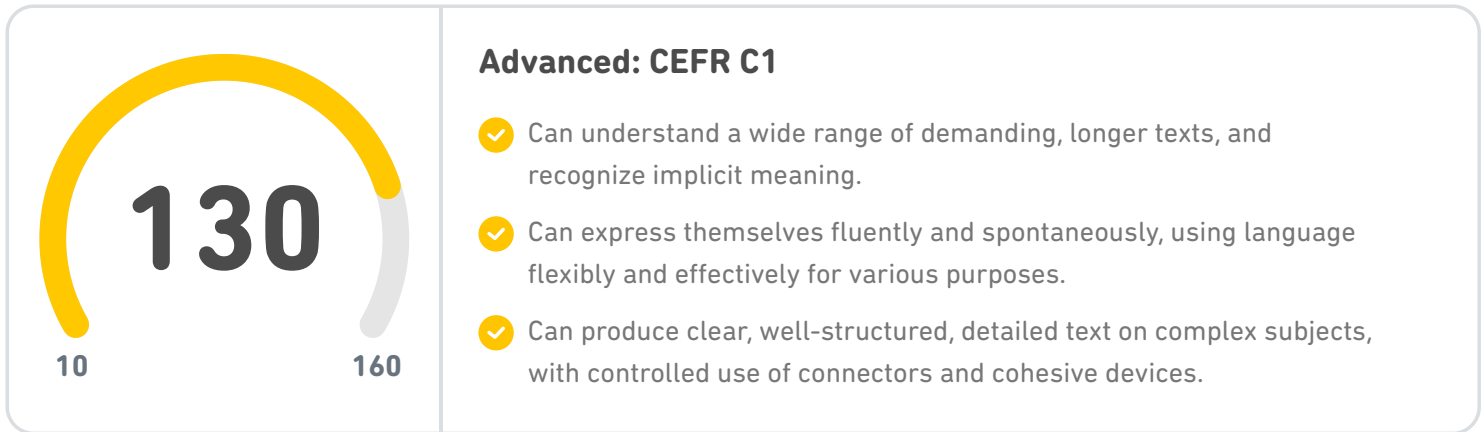 130
10
160
Advanced: CEFR C1
Can understand a wide range of demanding, longer texts, and
recognize implicit meaning.
Can express themselves fluently and spontaneously, using language
flexibly and effectively for various purposes.
Can produce clear, well-structured, detailed text on complex subjects,
with controlled use of connectors and cohesive devices.